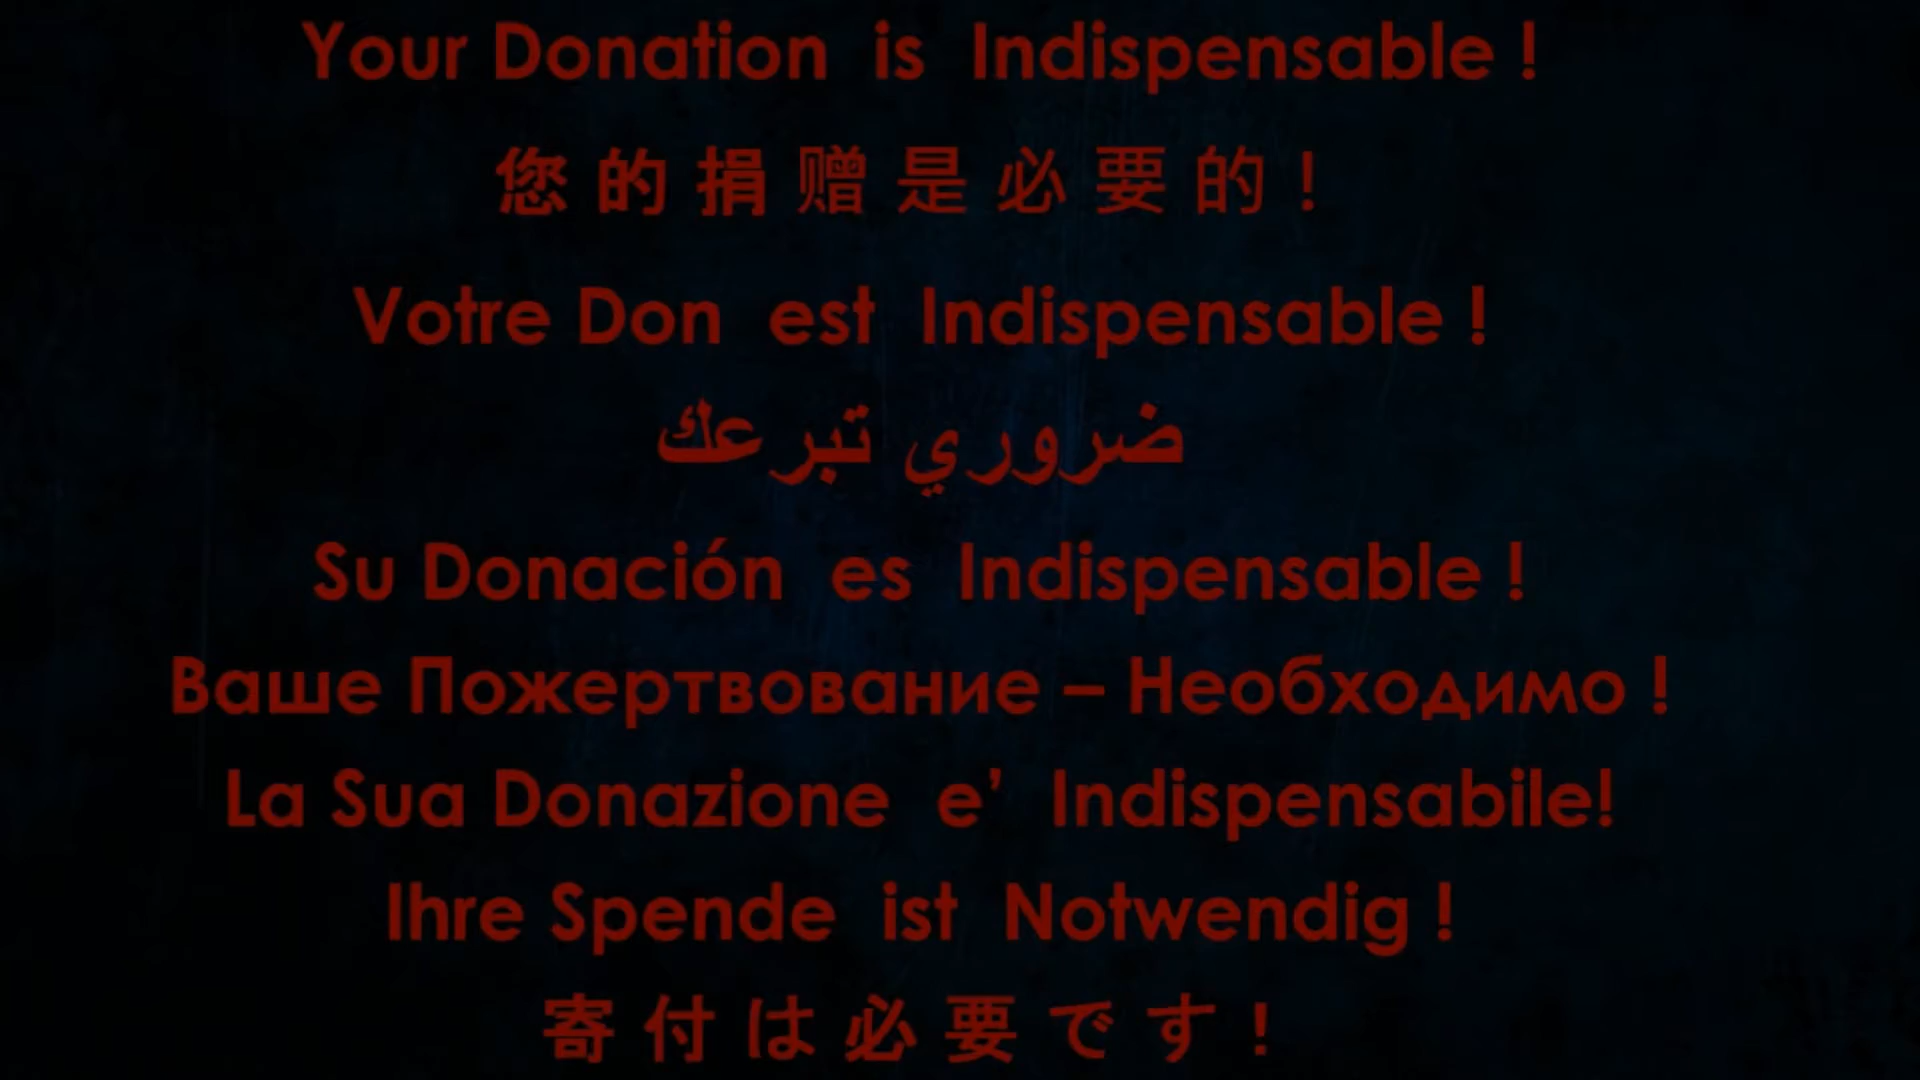 Your Donation is Indispensable !
您的捐赠是必要的！
Votre Don est Indispensable !
ضروري تبرعك
Su Donación es Indispensable !
Ваше Пожертвование – Необходимо !
La Sua Donazione e’ Indispensabile!
Ihre Spende ist Notwendig !
寄付は必要です！